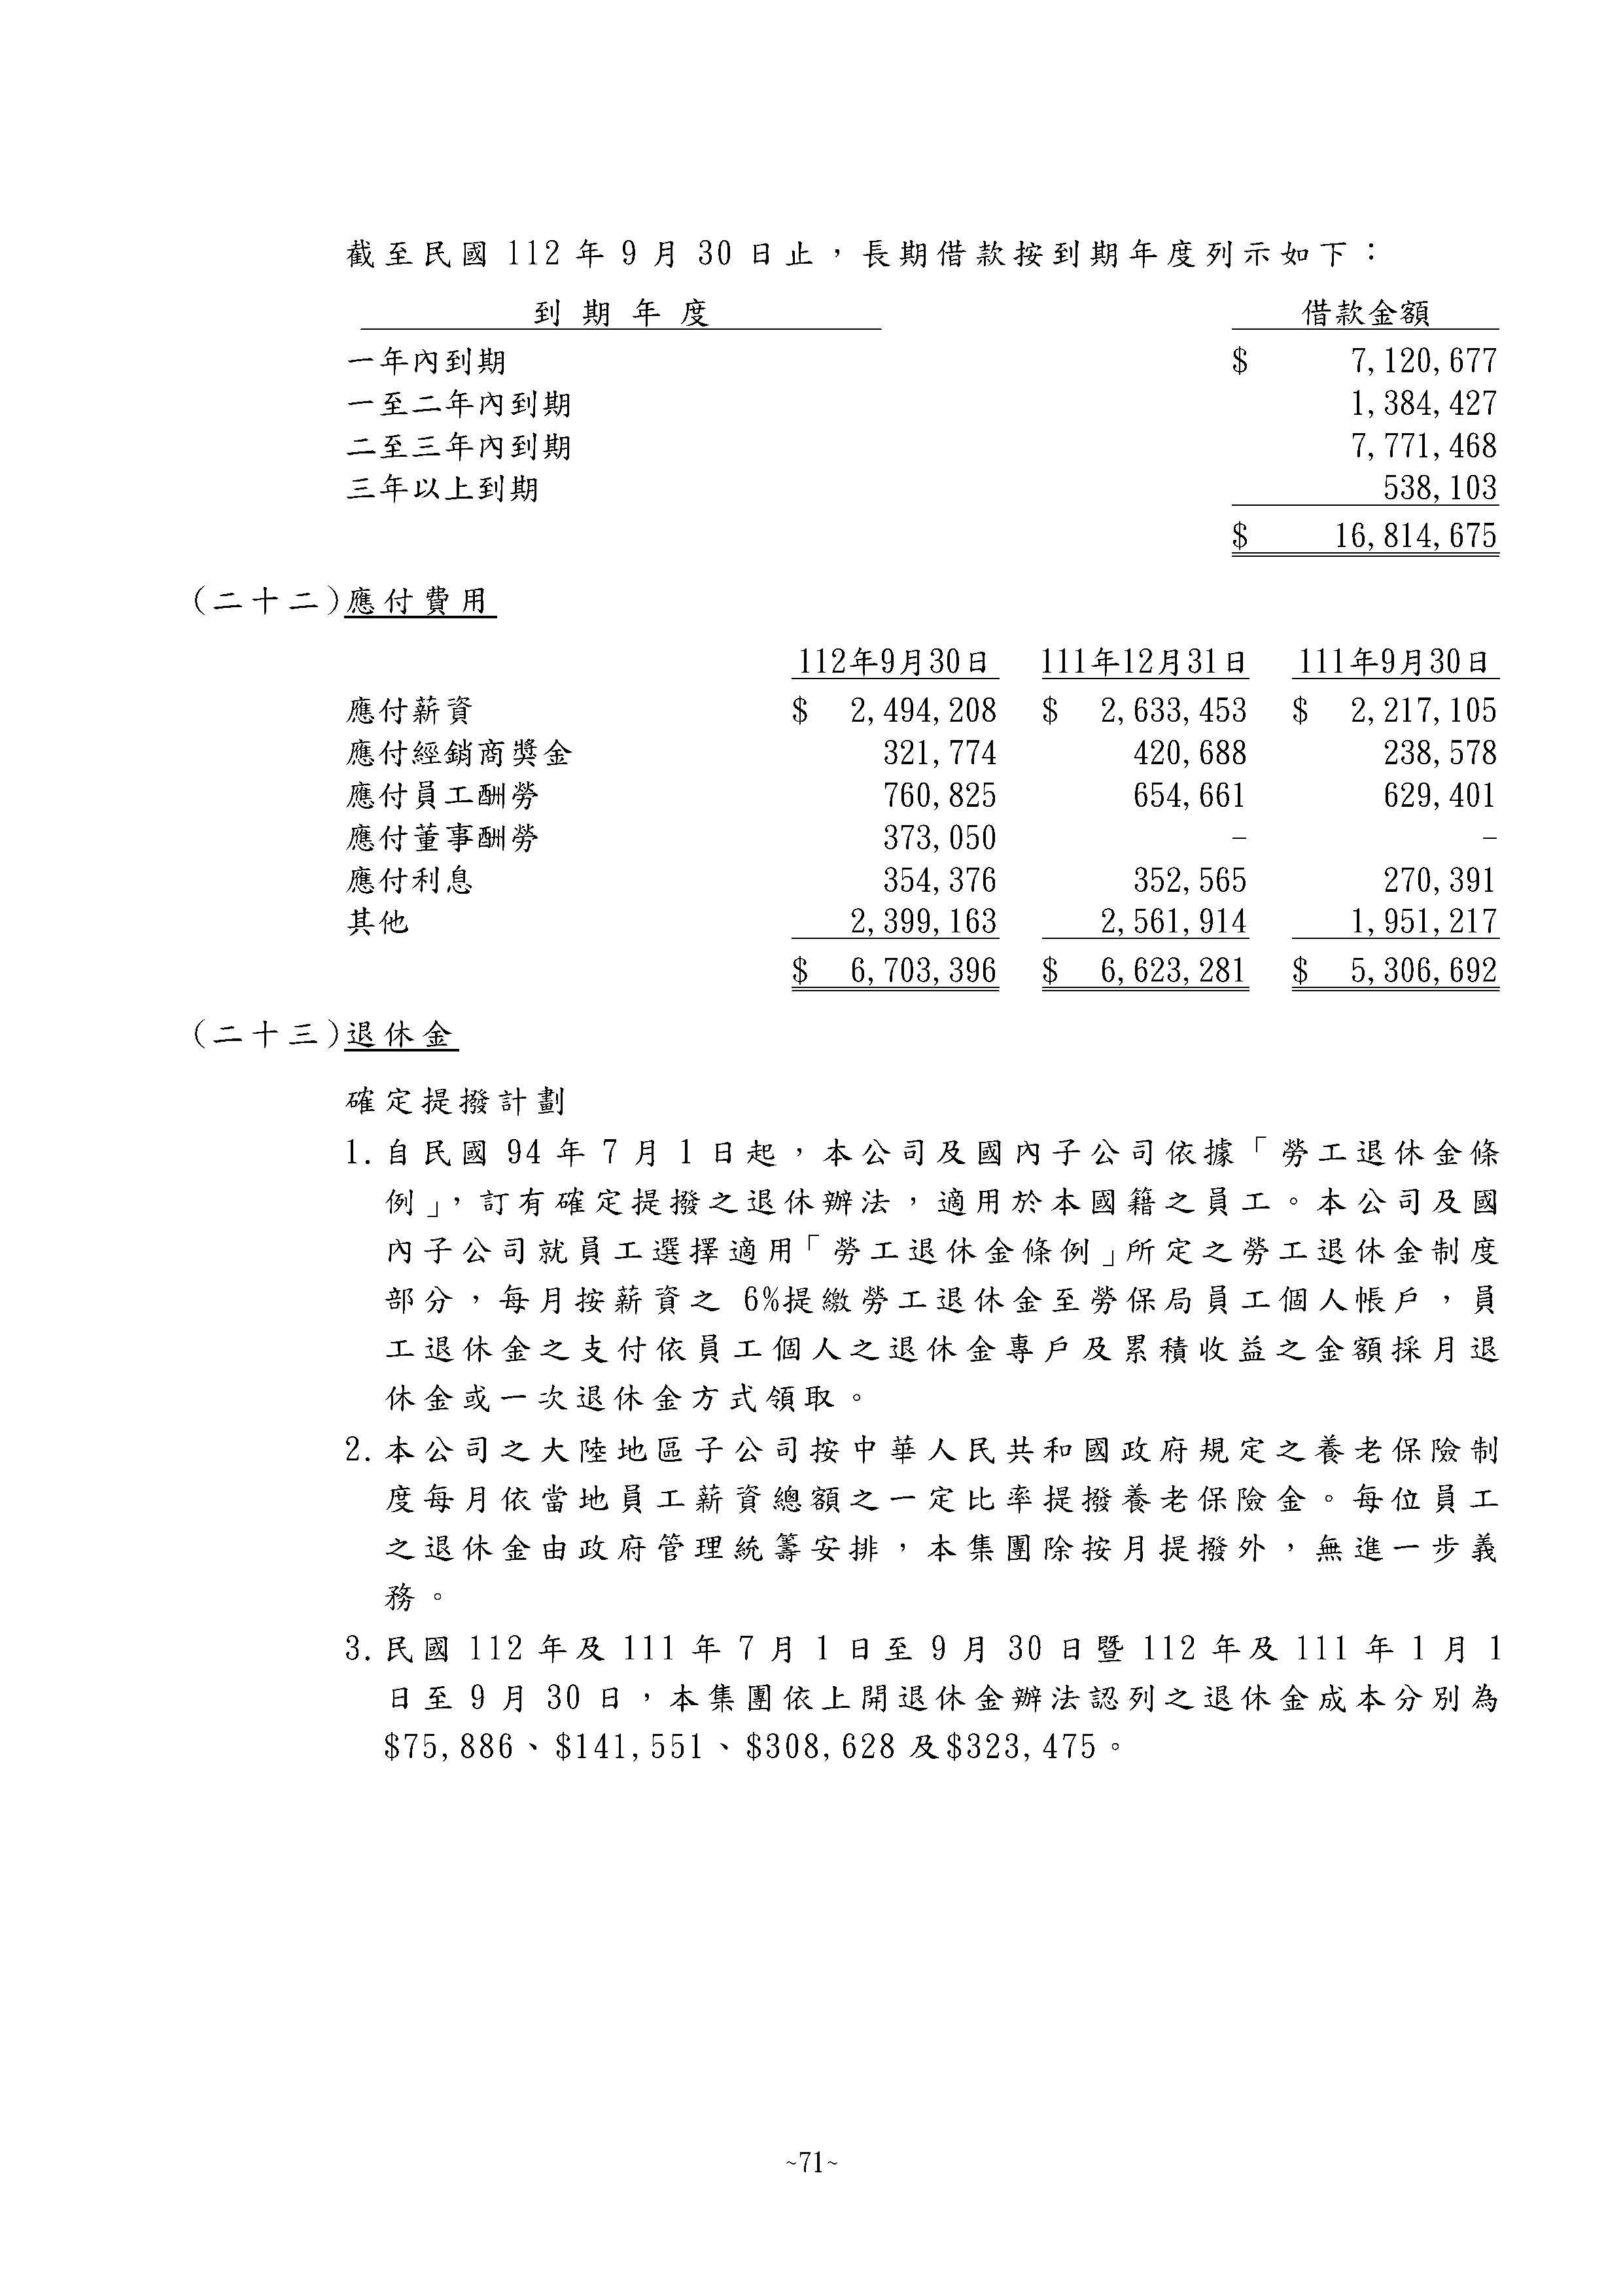 截至民國 112 年 9 月 30 日止，長期借款按到期年度列示如下：
到 期 年 度 借款金額
一年內到期 $ 7,120,677
一至二年內到期 1,384,427
二至三年內到期 7,771,468
三年以上到期 538,103
$ 16,814,675
(二十二)應付費用
112年9月30日 111年12月31日 111年9月30日
應付薪資 $ 2,494,208 $ 2,633,453 $ 2,217,105
應付經銷商獎金 321,774 420,688 238,578
應付員工酬勞 760,825 654,661 629,401
應付董事酬勞 373,050 - -
應付利息 354,376 352,565 270,391
其他 2,399,163 2,561,914 1,951,217
$ 6,703,396 $ 6,623,281 $ 5,306,692
(二十三)退休金
確定提撥計劃
1.自民國 94 年 7 月 1 日起，本公司及國內子公司依據「勞工退休金條
例」，訂有確定提撥之退休辦法，適用於本國籍之員工。本公司及國
內子公司就員工選擇適用「勞工退休金條例」所定之勞工退休金制度
部分，每月按薪資之 6%提繳勞工退休金至勞保局員工個人帳戶，員
工退休金之支付依員工個人之退休金專戶及累積收益之金額採月退
休金或一次退休金方式領取。
2.本公司之大陸地區子公司按中華人民共和國政府規定之養老保險制
度每月依當地員工薪資總額之一定比率提撥養老保險金。每位員工
之退休金由政府管理統籌安排，本集團除按月提撥外，無進一步義
務。
3.民國 112 年及 111 年 7 月 1 日至 9 月 30 日暨 112 年及 111 年 1 月 1
日至 9 月 30 日，本集團依上開退休金辦法認列之退休金成本分別為
$75,886、$141,551、$308,628 及$323,475。
~71~